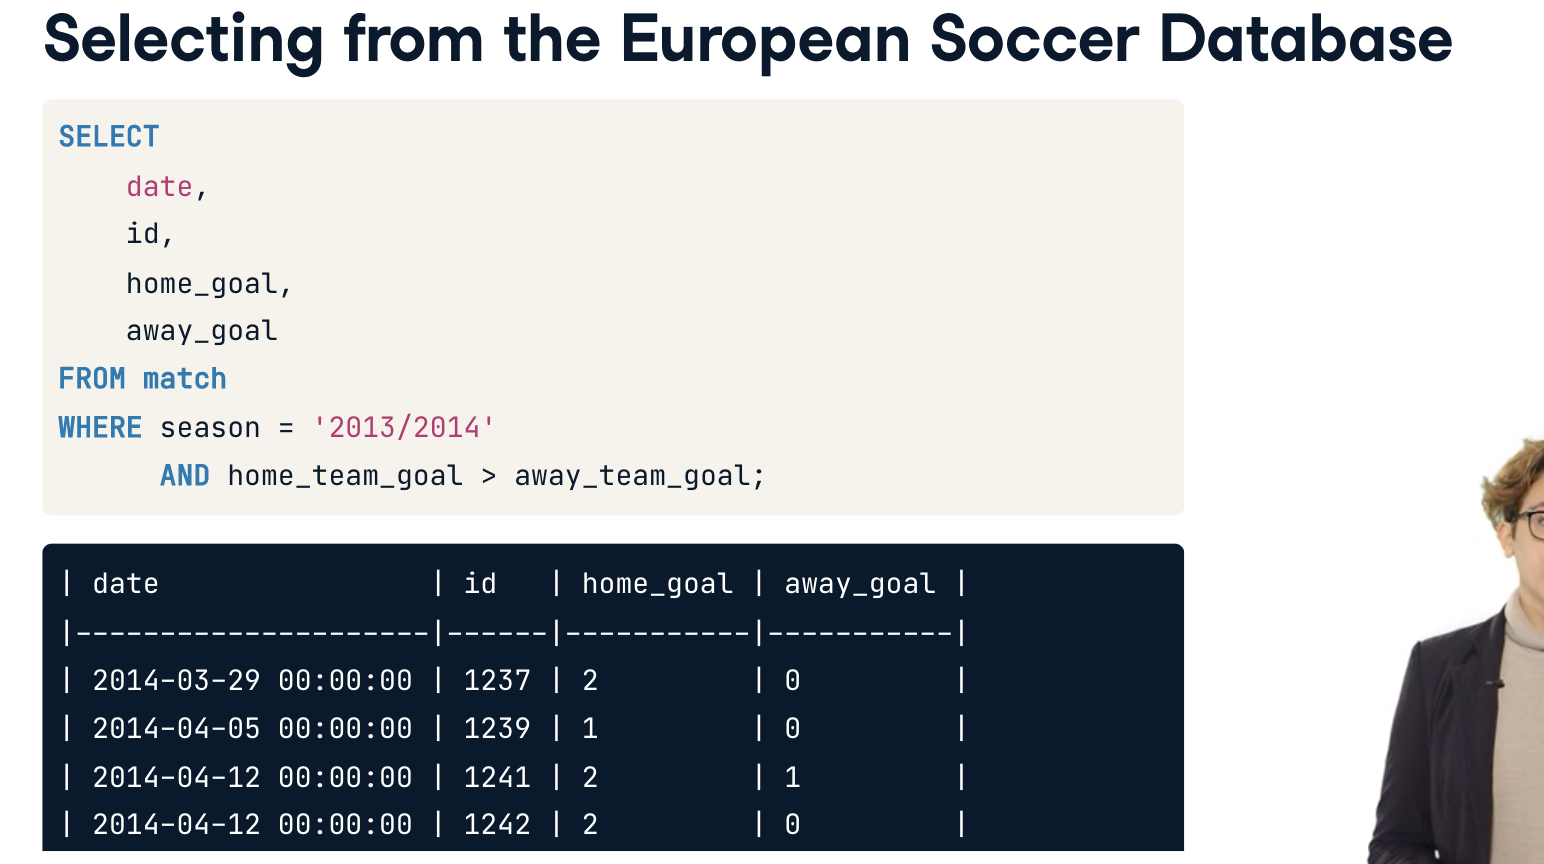 Selecting from the European Soccer Database
SELECT
    date,
    id,
    home_goal,
    away_goal
FROM match
WHERE season = '2013/2014'
      AND home_team_goal > away_team_goal;
| date                | id   | home_goal | away_goal |
|---------------------|------|-----------|-----------|
| 2014-03-29 00:00:00 | 1237 | 2         | 0         |
| 2014-04-05 00:00:00 | 1239 | 1         | 0         |
| 2014-04-12 00:00:00 | 1241 | 2         | 1         |
| 2014-04-12 00:00:00 | 1242 | 2         | 0         |